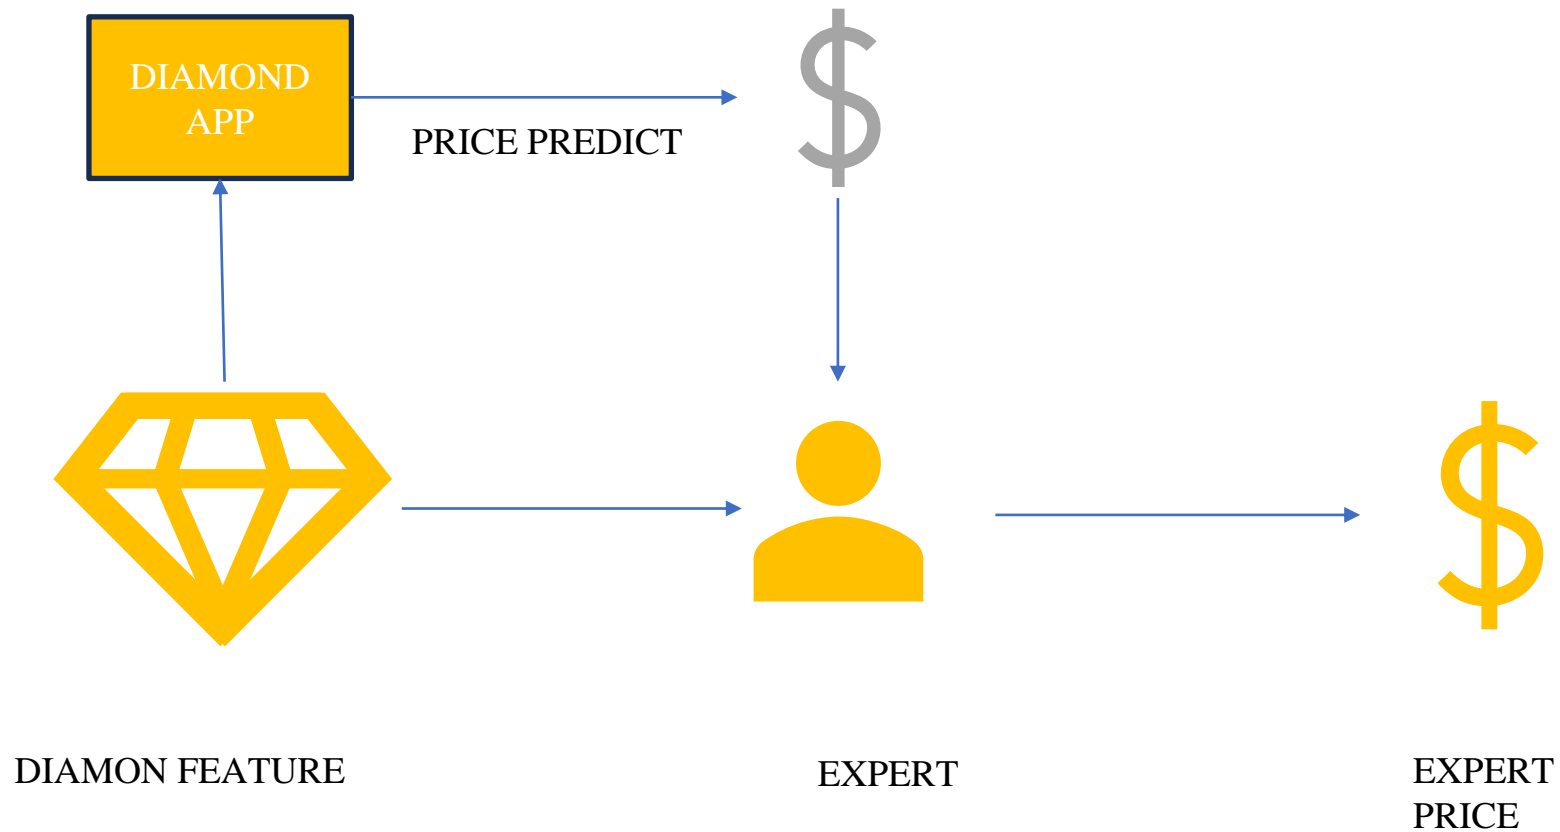 DIAMOND
APP
PRICE PREDICT
DIAMON FEATURE
EXPERT
EXPERT
PRICE